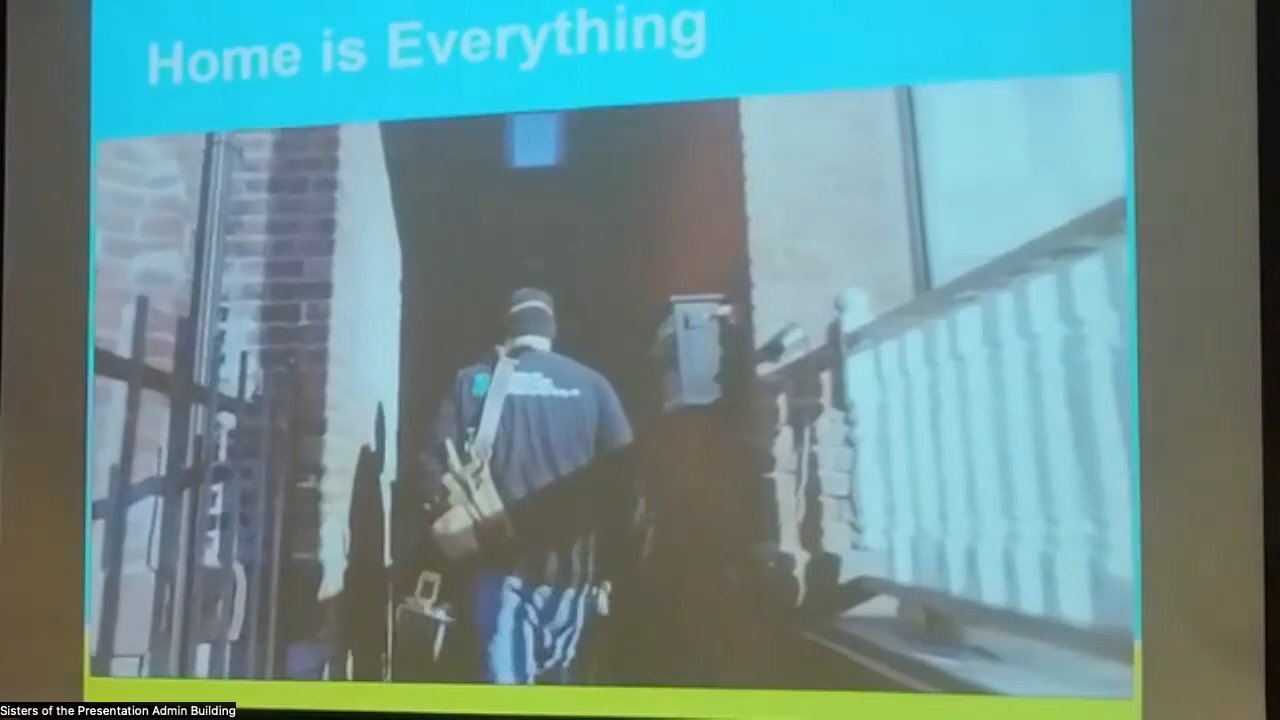 Home is Everything
Sisters of the Presentation Admin Building